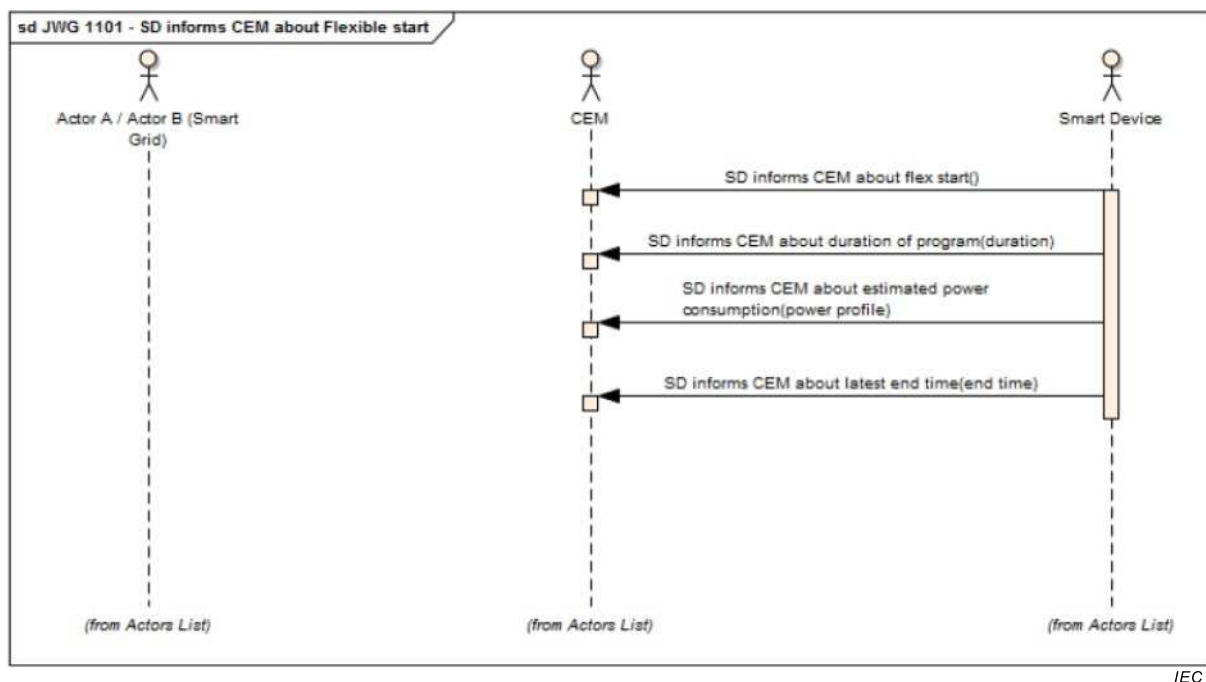 sd JWG 1101 - SD informs CEM about Flexible start
Actor A / Actor B (Smart
Grid)
CEM
Smart Device
SD informs CEM about flex start()
SD informs CEM about duration of program(duration)
SD informs CEM about estimated power
consumption(power profile)
SD informs CEM about latest end time(end time)
(from Actors List)
(from Actors List)
(from Actors List)
IEC